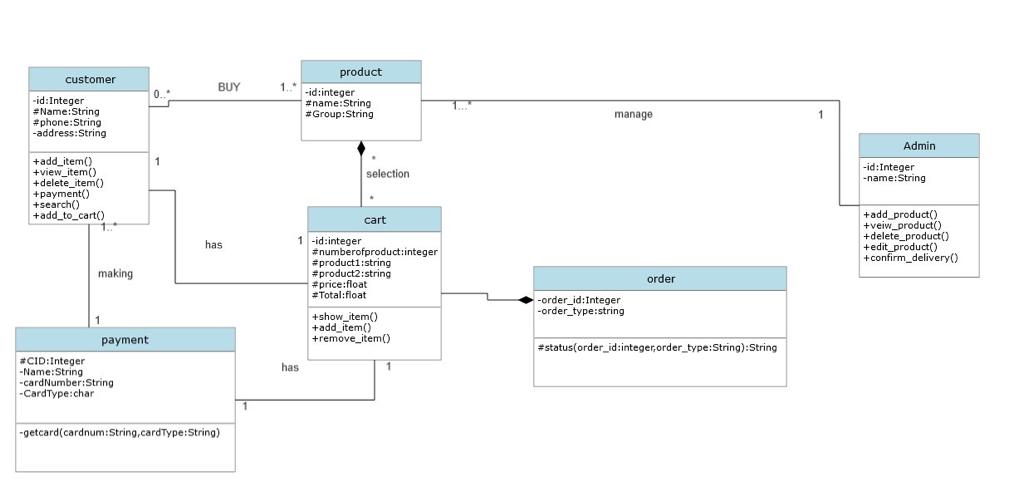 customer
-id:Integer
#Name:String
#phone:String
-address:String
+add_item()
+view_item()
+delete_item()
+payment()
+search()
+add_to_cart()
0..*
BUY
1..*
product
-id:integer
#name:String
#Group:String
1...*
manage
1
Admin
-id:Integer
-name:String
+add_product()
+veiw_product()
+delete_product()
+edit_product()
+confirm_delivery()
*
selection
*
1
has
1
cart
-id:integer
#numberofproduct:integer
#product1:string
#product2:string
#price:float
#Total:float
+show_item()
+add_item()
+remove_item()
order
-order_id:Integer
-order_type:string
#status(order_id:integer,order_type:String):String
1..*
making
1
payment
#CID:Integer
-Name:String
-cardNumber:String
-CardType:char
-getcard(cardnum:String,cardType:String)
has
1
1